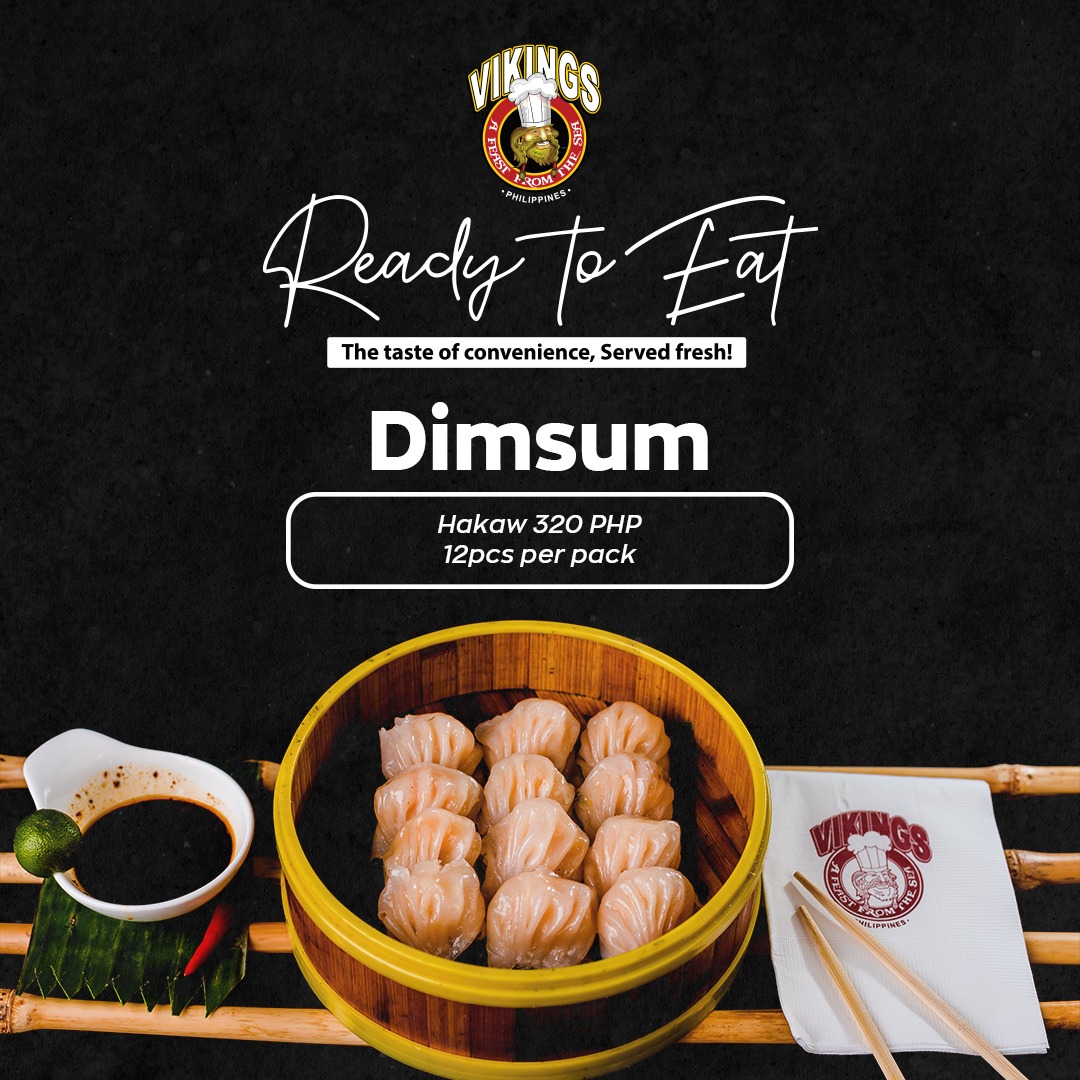 VIKINGS
A FEAST FROM THE SEA
• PHILIPPINES •
Ready to Eat
The taste of convenience, Served fresh!
Dimsum
Hakaw 320 PHP
12pcs per pack
VIKINGS
A FEAST FROM THE SEA
PHILIPPINES •